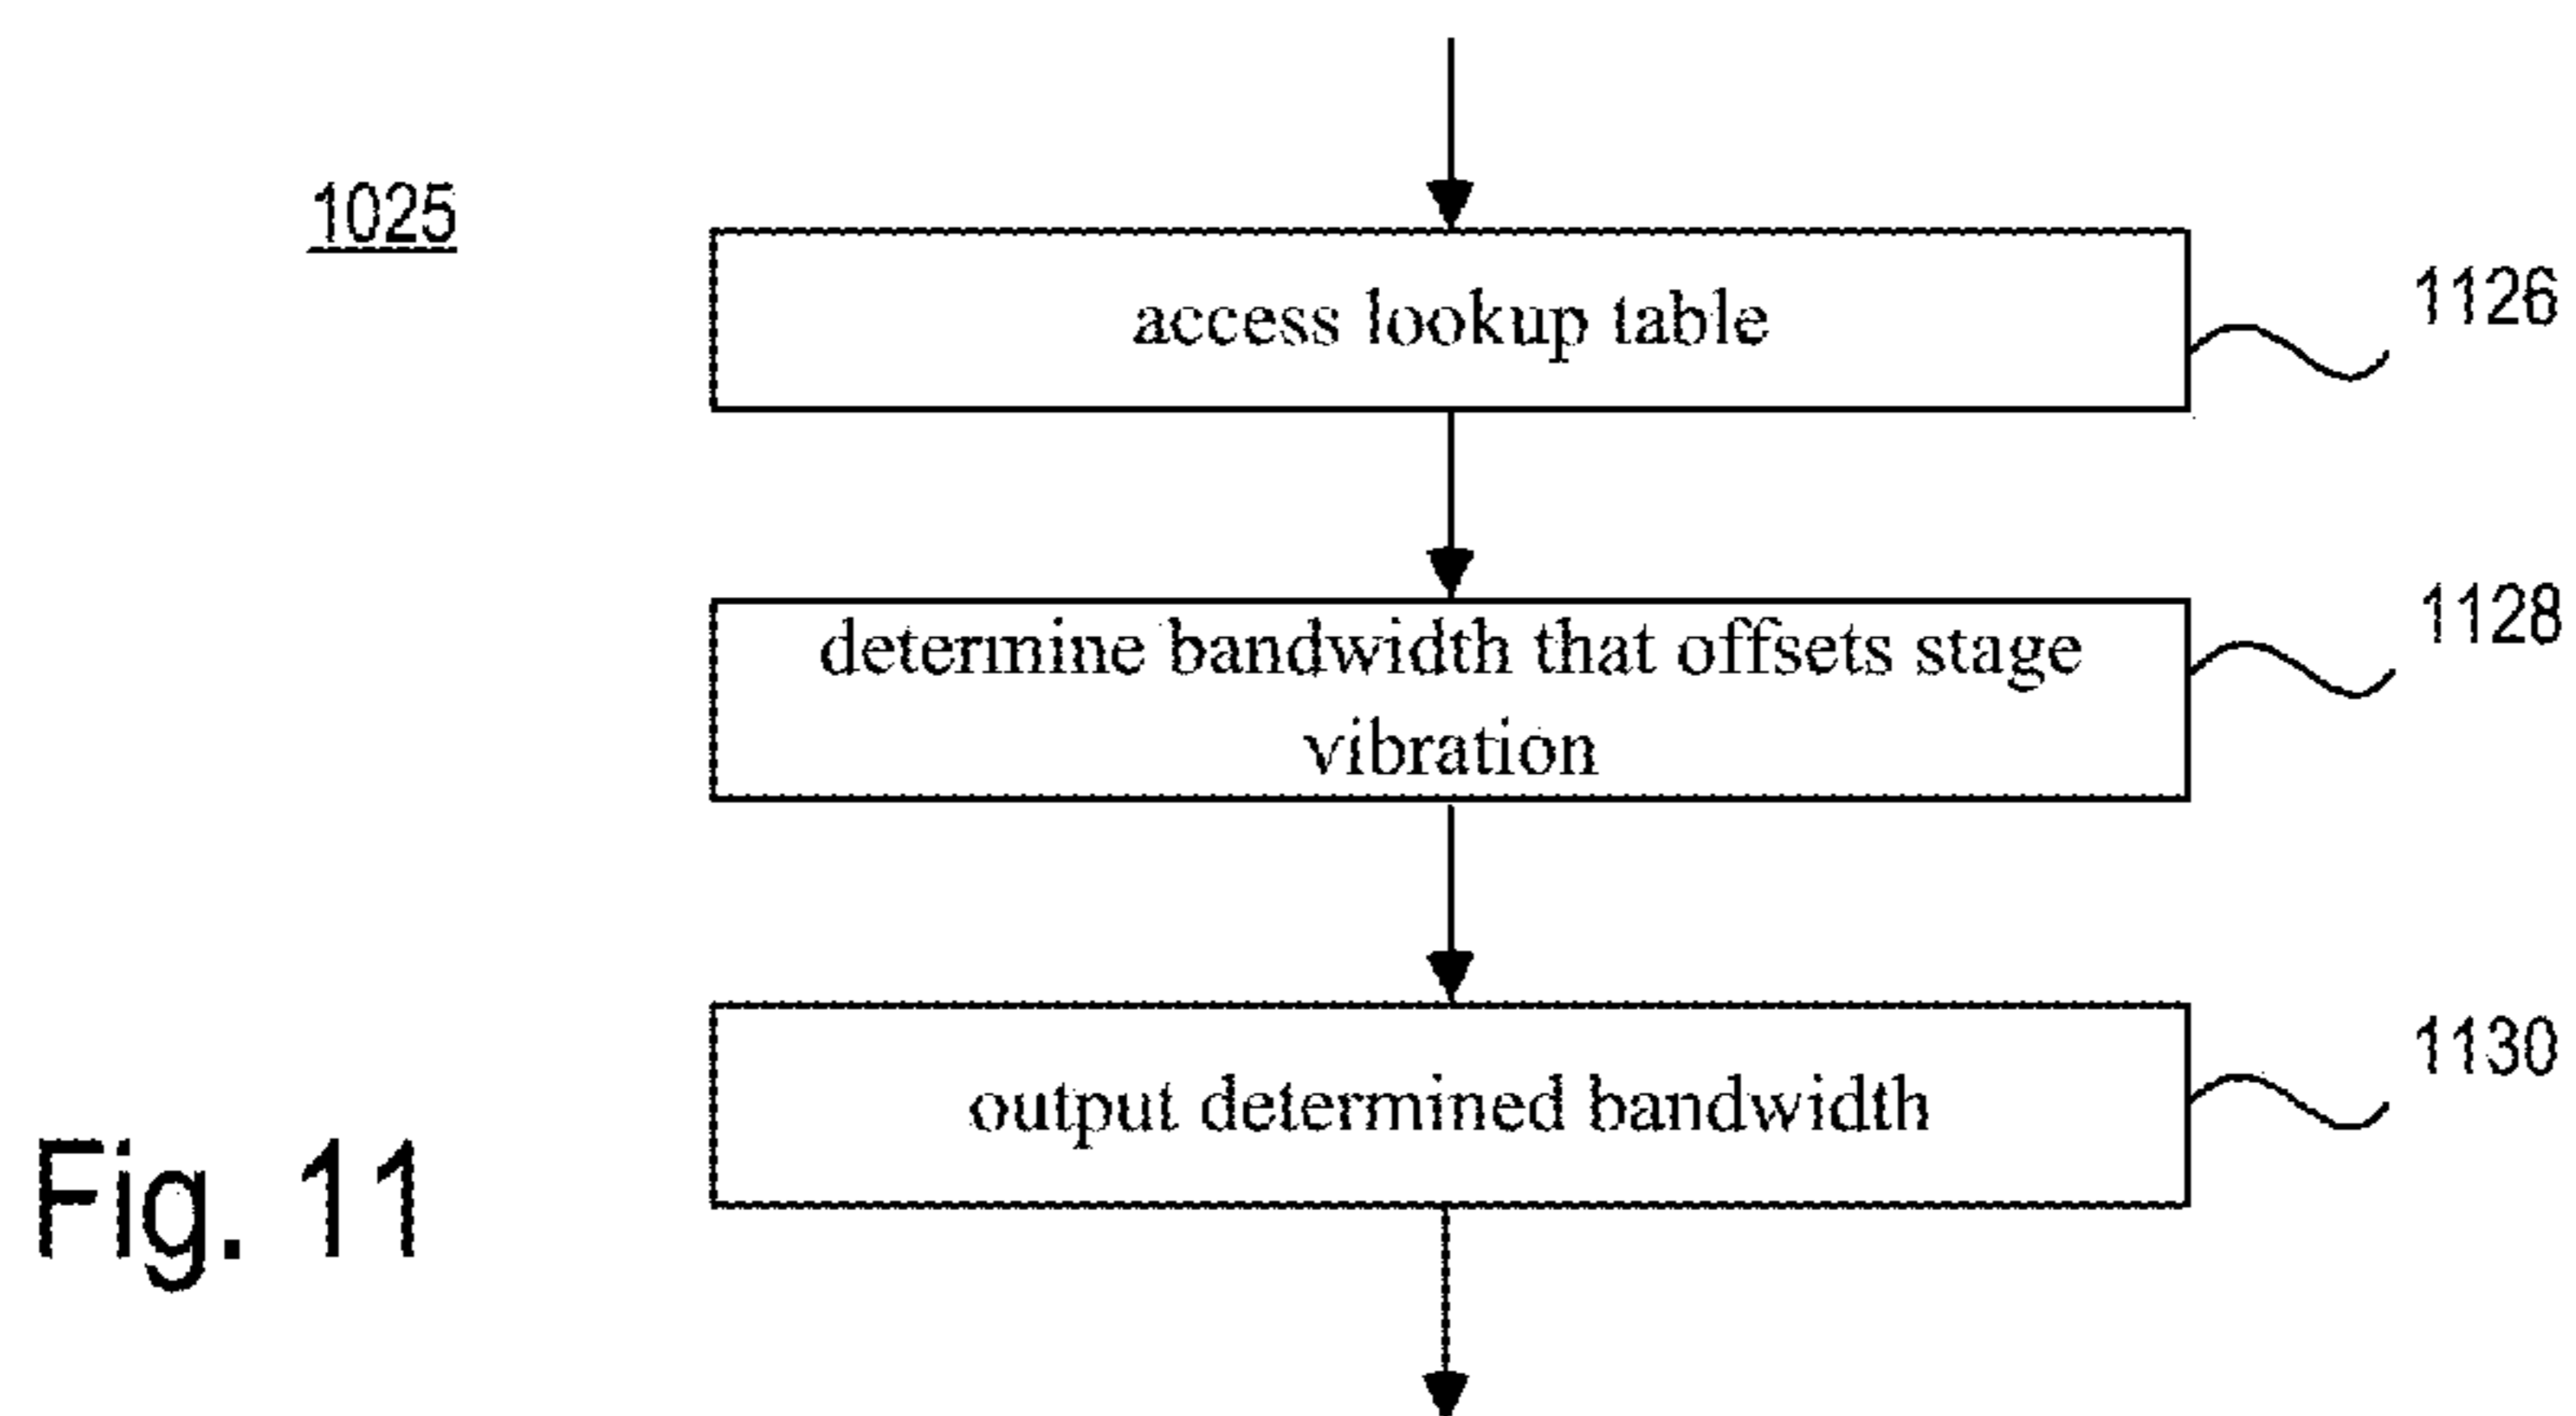 1025
access lookup table
1126
determine bandwidth that offsets stage
vibration
1128
output determined bandwidth
1130
Fig. 11